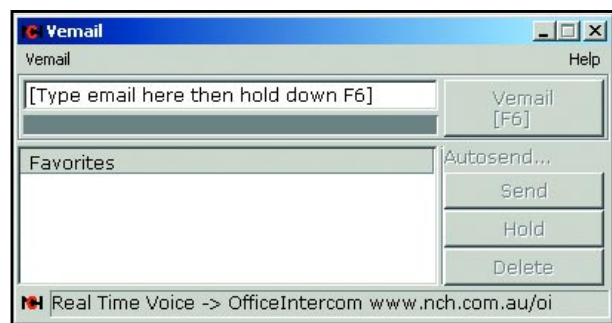 Vemail
Vemail Help
[Type email here then hold down F6]
Vemail
[F6]
Favorites
Autosend...
Send
Hold
Delete
NCH Real Time Voice -> OfficeIntercom www.nch.com.au/oi